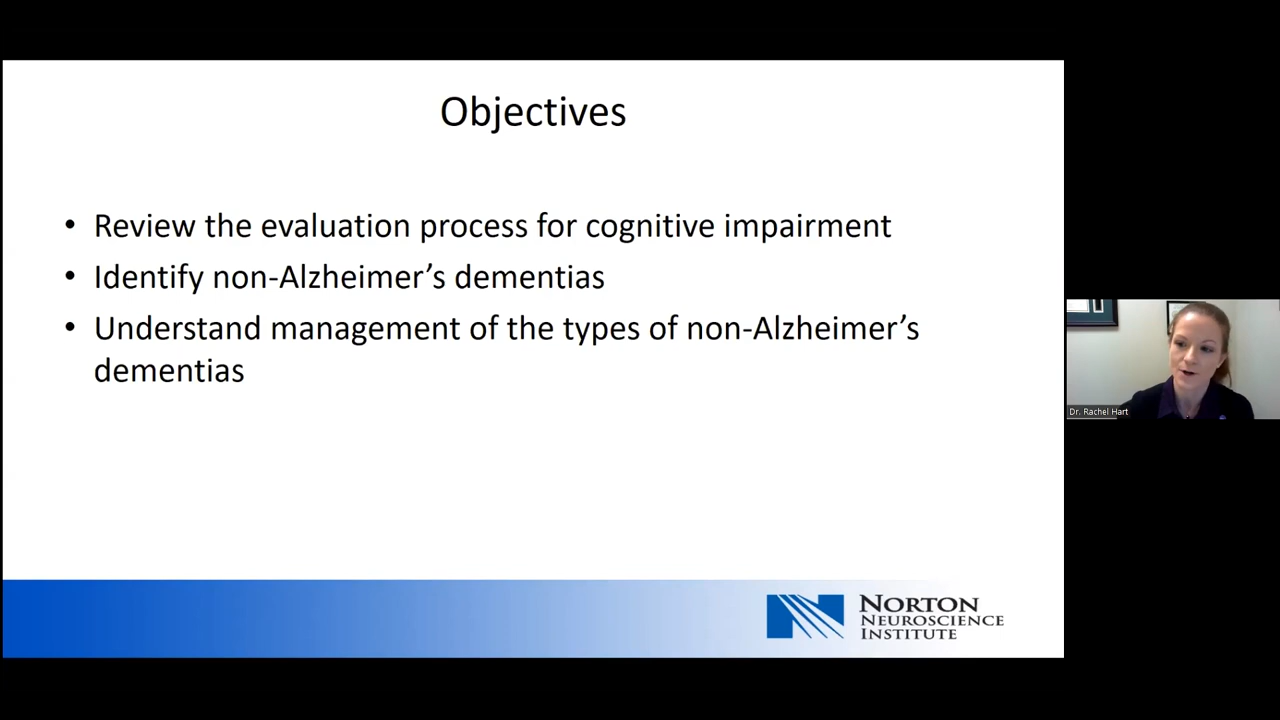 Objectives
• Review the evaluation process for cognitive impairment
• Identify non-Alzheimer’s dementias
• Understand management of the types of non-Alzheimer’s
dementias
NORTON
NEUROSCIENCE
INSTITUTE
Dr. Rachel Hart